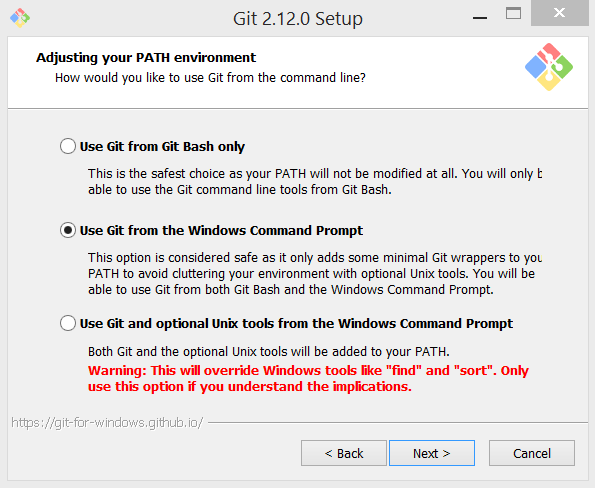 Git 2.12.0 Setup
Adjusting your PATH environment
How would you like to use Git from the command line?
Use Git from Git Bash only
This is the safest choice as your PATH will not be modified at all. You will only b
able to use the Git command line tools from Git Bash.
Use Git from the Windows Command Prompt
This option is considered safe as it only adds some minimal Git wrappers to you
PATH to avoid cluttering your environment with optional Unix tools. You will be
able to use Git from both Git Bash and the Windows Command Prompt.
Use Git and optional Unix tools from the Windows Command Prompt
Both Git and the optional Unix tools will be added to your PATH.
Warning: This will override Windows tools like "find" and "sort". Only
use this option if you understand the implications.
https://git-for-windows.github.io/
< Back
Next >
Cancel